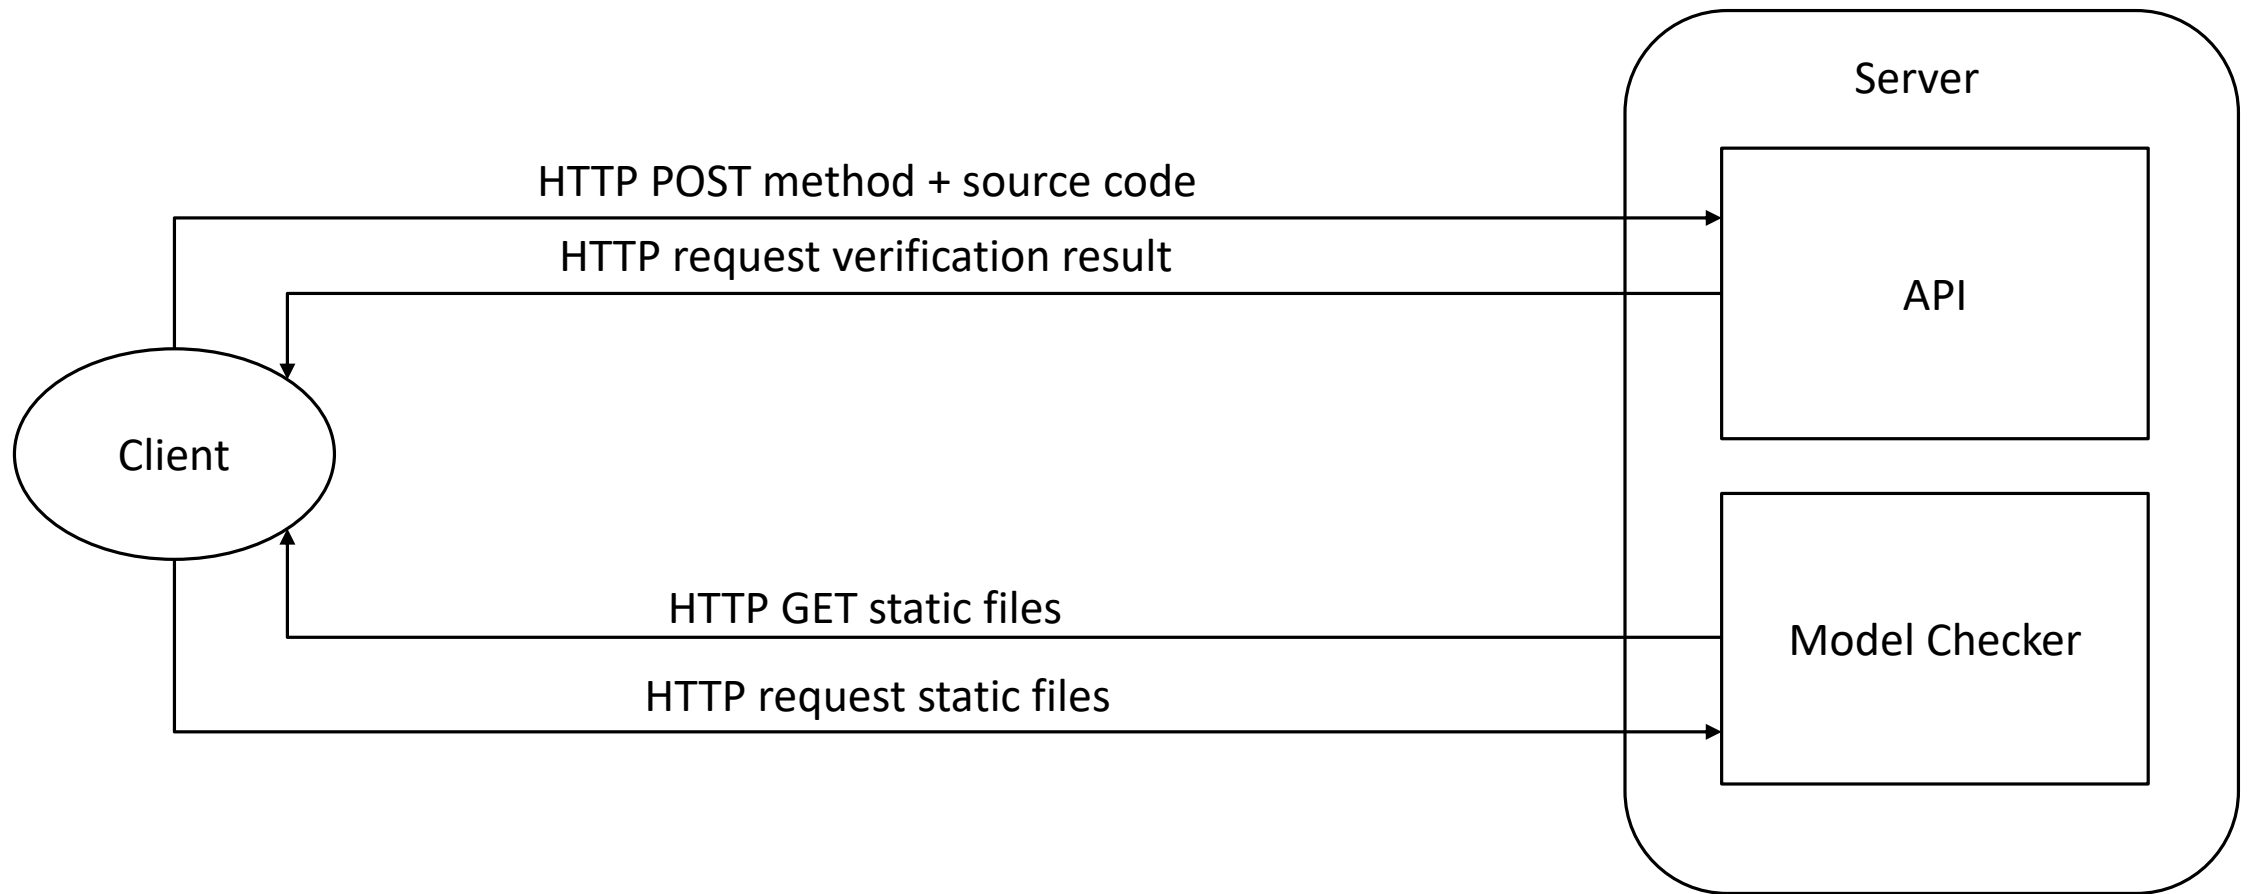 Server
HTTP POST method + source code
HTTP request verification result
API
Client
HTTP GET static files
Model Checker
HTTP request static files